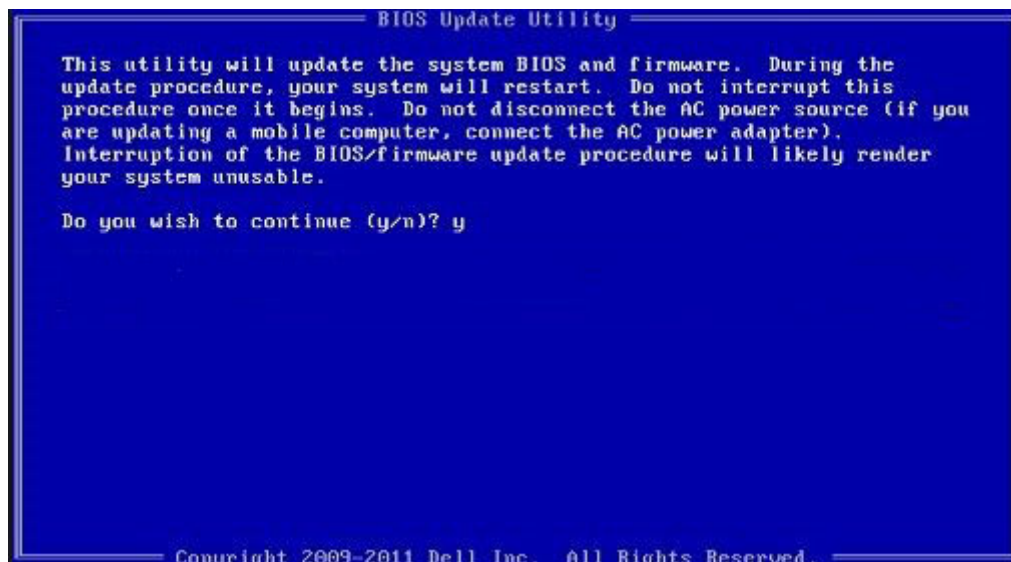 BIOS Update Utility
This utility will update the system BIOS and firmware.  During the
update procedure, your system will restart.  Do not interrupt this
procedure once it begins.  Do not disconnect the AC power source (if you
are updating a mobile computer, connect the AC power adapter).
Interruption of the BIOS/firmware update procedure will likely render
your system unusable.
Do you wish to continue (y/n)? y
Copyright 2009-2011 Dell Inc.  All Rights Reserved.